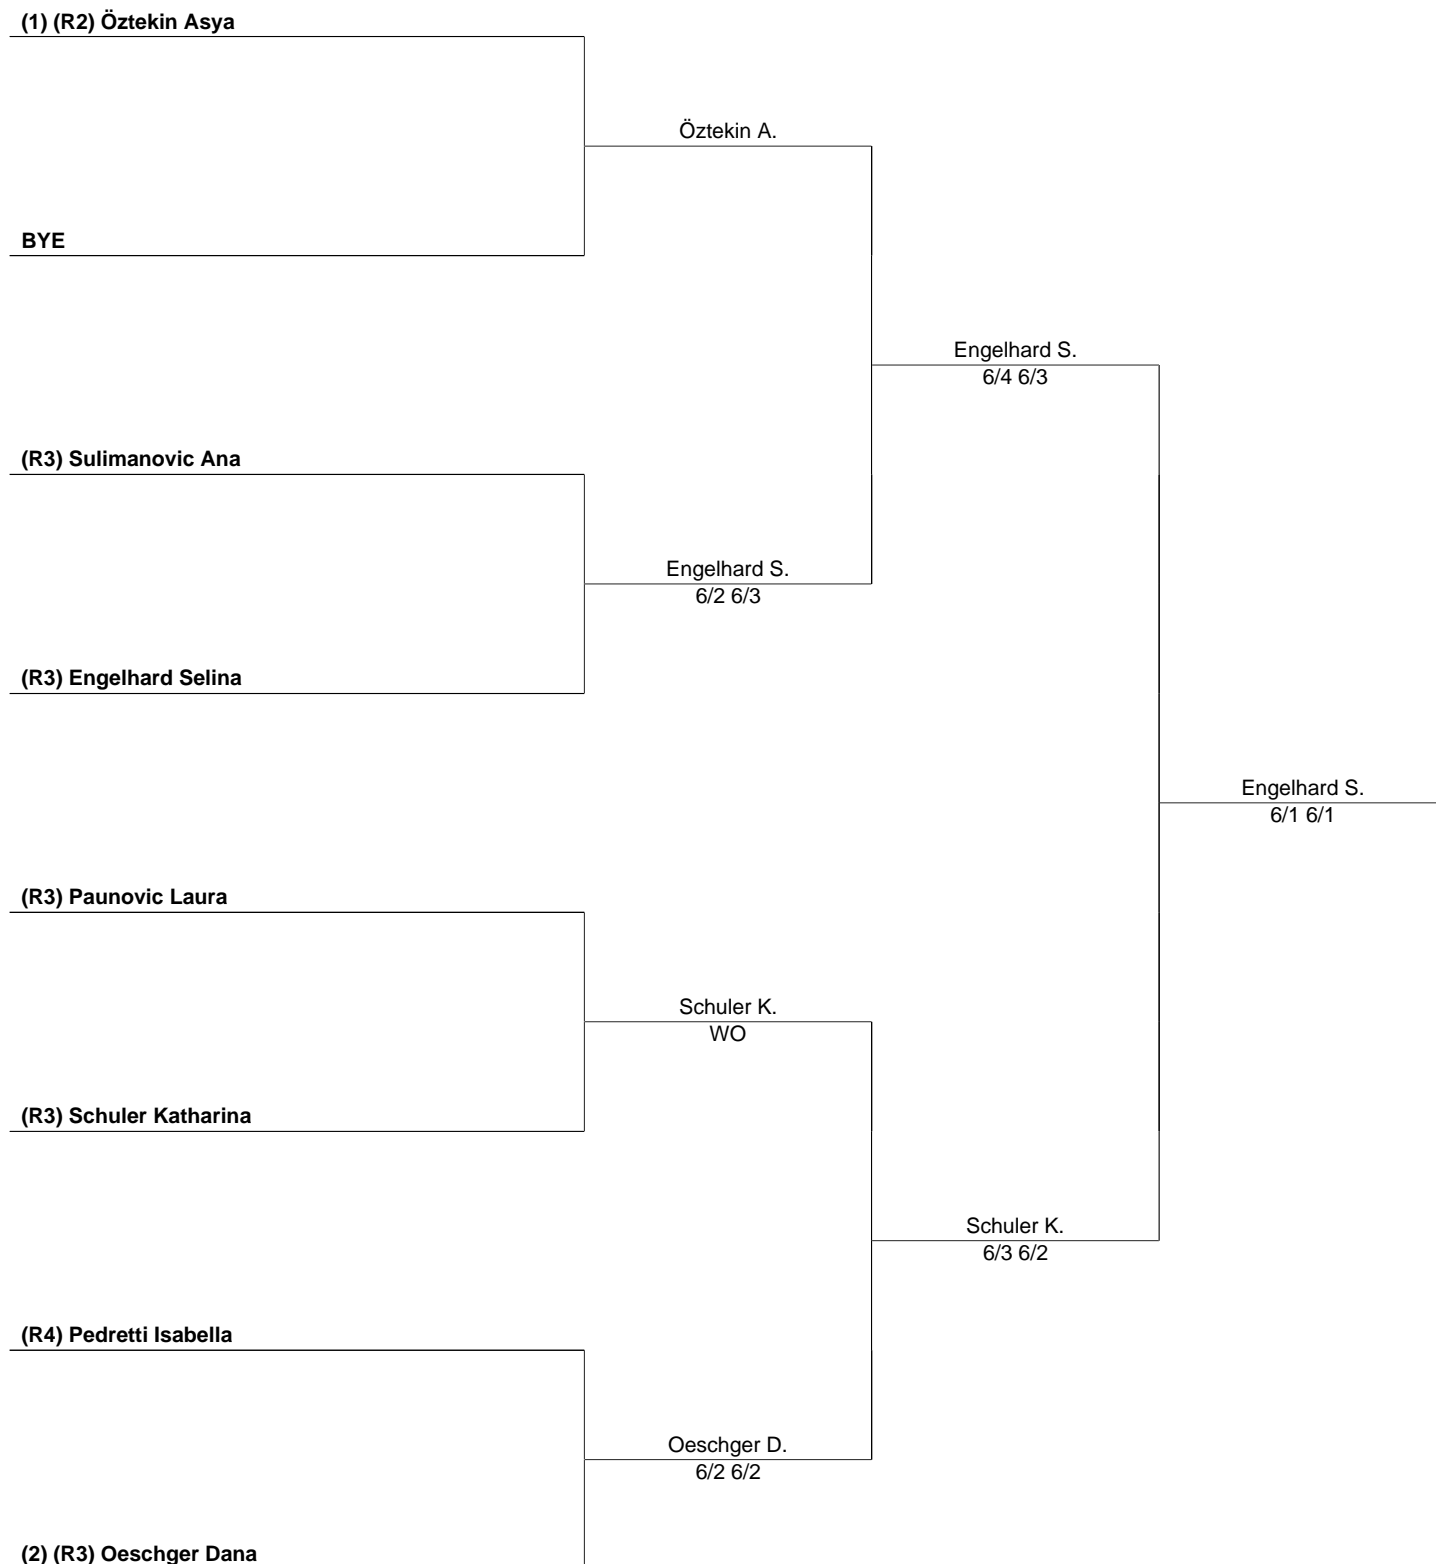 (1) (R2) Öztekin Asya
Öztekin A.
BYE
Engelhard S.
6/4 6/3
(R3) Sulimanovic Ana
Engelhard S.
6/2 6/3
(R3) Engelhard Selina
Engelhard S.
6/1 6/1
(R3) Paunovic Laura
Schuler K.
WO
(R3) Schuler Katharina
Schuler K.
6/3 6/2
(R4) Pedretti Isabella
Oeschger D.
6/2 6/2
(2) (R3) Oeschger Dana